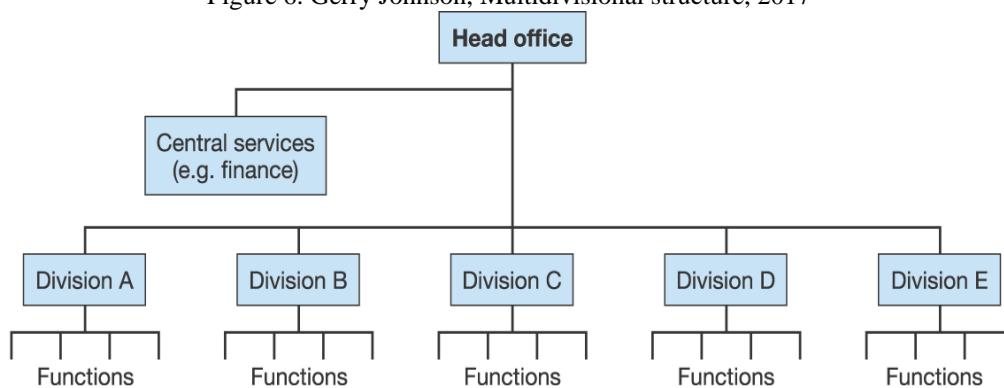 Figure 8. Gerry Johnson, Multidivisional structure, 2017
Head office
Central services
(e.g. finance)
Division A
Division B
Division C
Division D
Division E
Functions
Functions
Functions
Functions
Functions